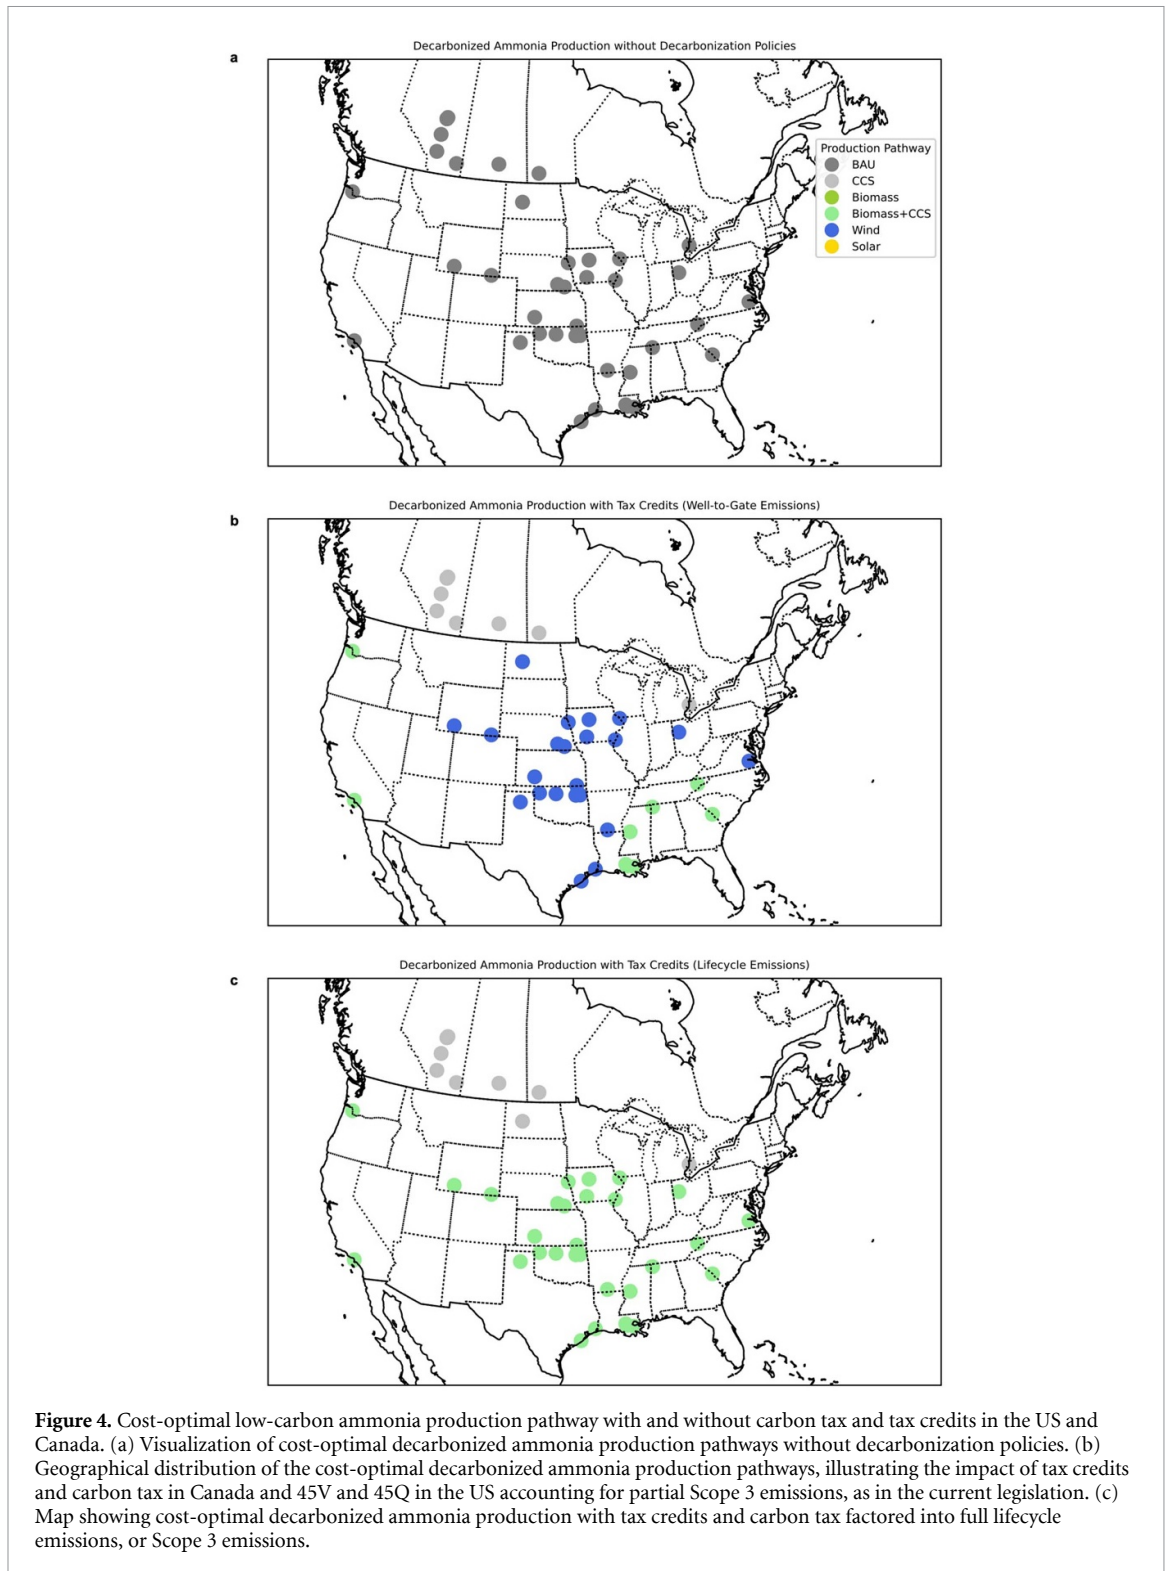 Decarbonized Ammonia Production without Decarbonization Policies
a
Production Pathway
BAU
CCS
Biomass
Biomass+CCS
Wind
Solar
Decarbonized Ammonia Production with Tax Credits (Well-to-Gate Emissions)
b
Decarbonized Ammonia Production with Tax Credits (Lifecycle Emissions)
c
Figure 4. Cost-optimal low-carbon ammonia production pathway with and without carbon tax and tax credits in the US and
Canada. (a) Visualization of cost-optimal decarbonized ammonia production pathways without decarbonization policies. (b)
Geographical distribution of the cost-optimal decarbonized ammonia production pathways, illustrating the impact of tax credits
and carbon tax in Canada and 45V and 45Q in the US accounting for partial Scope 3 emissions, as in the current legislation. (c)
Map showing cost-optimal decarbonized ammonia production with tax credits and carbon tax factored into full lifecycle
emissions, or Scope 3 emissions.